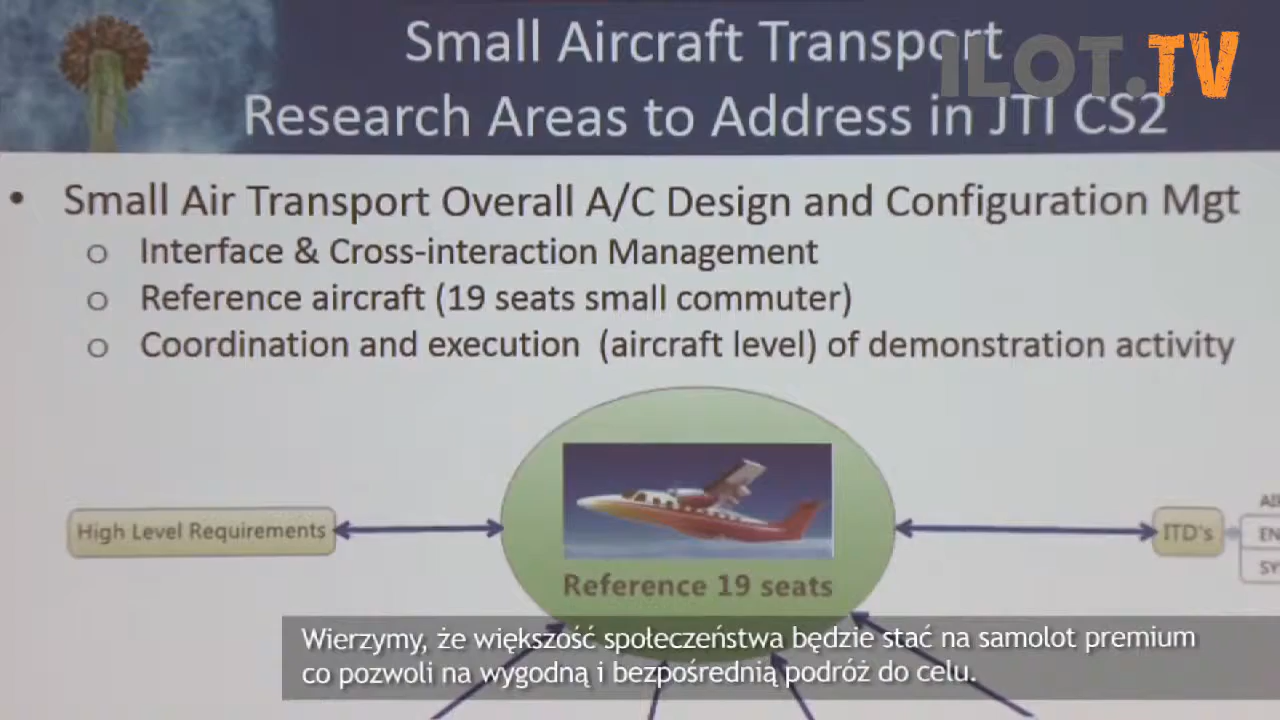 Small Aircraft Transport
ILOT.TV
Research Areas to Address in JTI CS2
• Small Air Transport Overall A/C Design and Configuration Mgt
o Interface & Cross-interaction Management
o Reference aircraft (19 seats small commuter)
o Coordination and execution (aircraft level) of demonstration activity
High Level Requirements
ITD's
EN
SY
Reference 19 seats
Wierzymy, że większość społeczeństwa będzie stać na samolot premium
co pozwoli na wygodną i bezpośrednią podróż do celu.